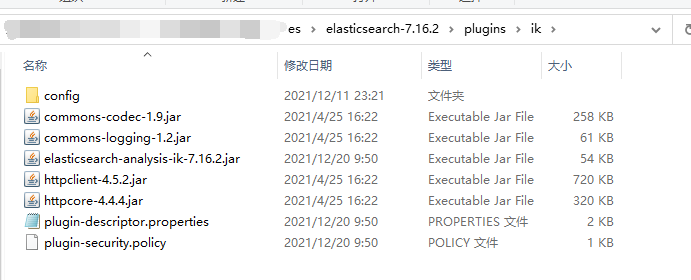 es > elasticsearch-7.16.2 > plugins > ik >
名称 修改日期 类型 大小
config 2021/12/11 23:21 文件夹
commons-codec-1.9.jar 2021/4/25 16:22 Executable Jar File 258 KB
commons-logging-1.2.jar 2021/4/25 16:22 Executable Jar File 61 KB
elasticsearch-analysis-ik-7.16.2.jar 2021/12/20 9:50 Executable Jar File 54 KB
httpclient-4.5.2.jar 2021/4/25 16:22 Executable Jar File 720 KB
httpcore-4.4.4.jar 2021/4/25 16:22 Executable Jar File 320 KB
plugin-descriptor.properties 2021/12/20 9:50 PROPERTIES 文件 2 KB
plugin-security.policy 2021/12/20 9:50 POLICY 文件 1 KB